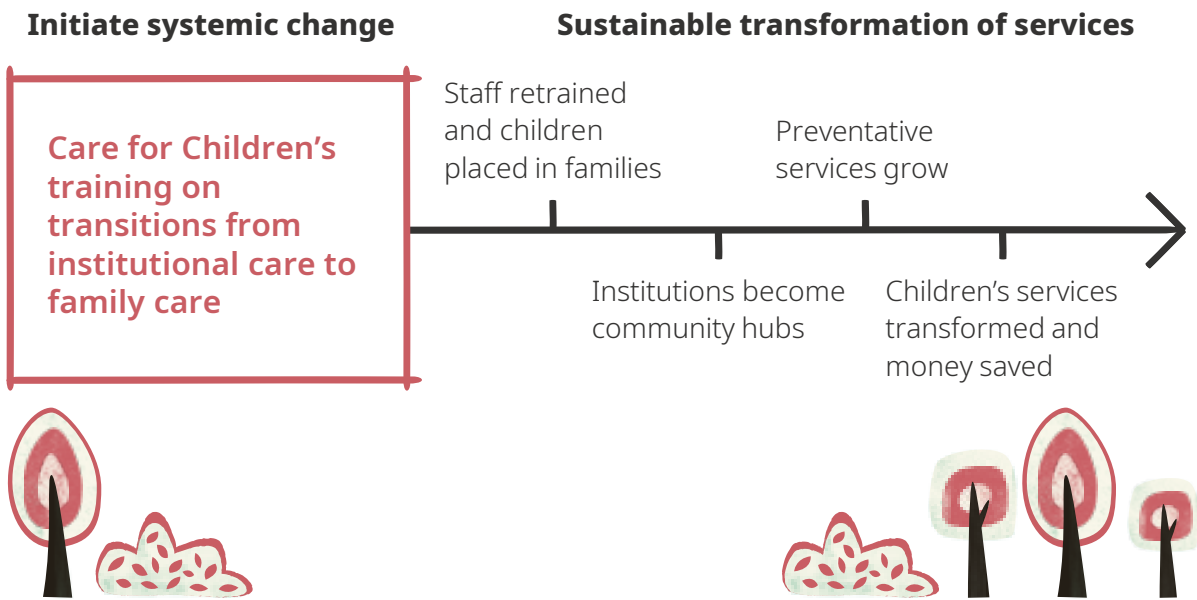 Initiate systemic change
Sustainable transformation of services
Care for Children’s
training on
transitions from
institutional care to
family care
Staff retrained
and children
placed in families
Institutions become
community hubs
Preventative
services grow
Children’s services
transformed and
money saved